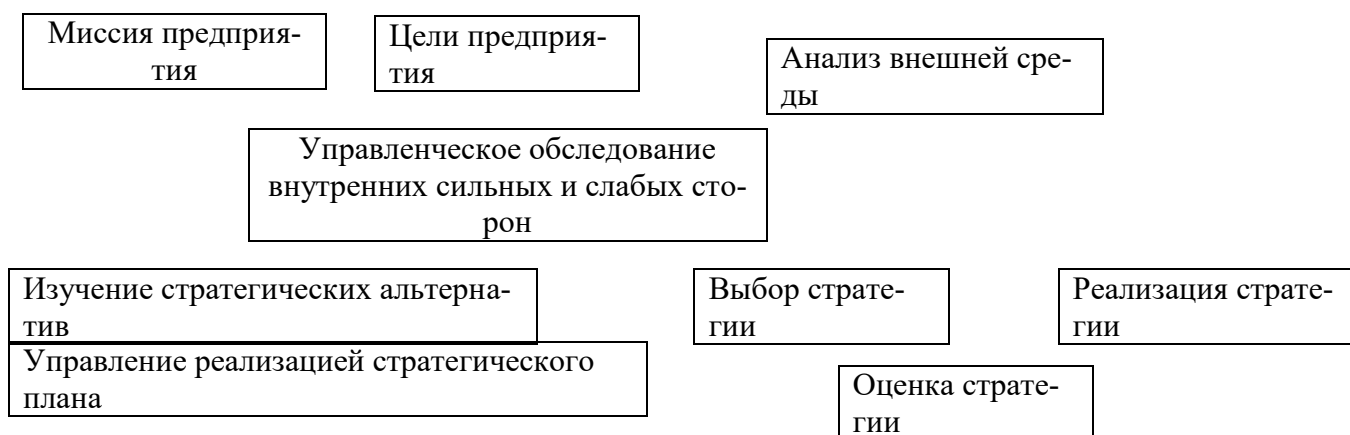 Миссия предприя-
тия
Цели предприя-
тия
Анализ внешней сре-
ды
Управленческое обследование
внутренних сильных и слабых сто-
рон
Изучение стратегических альтерна-
тив
Выбор страте-
гии
Реализация страте-
гии
Управление реализацией стратегического
плана
Оценка страте-
гии